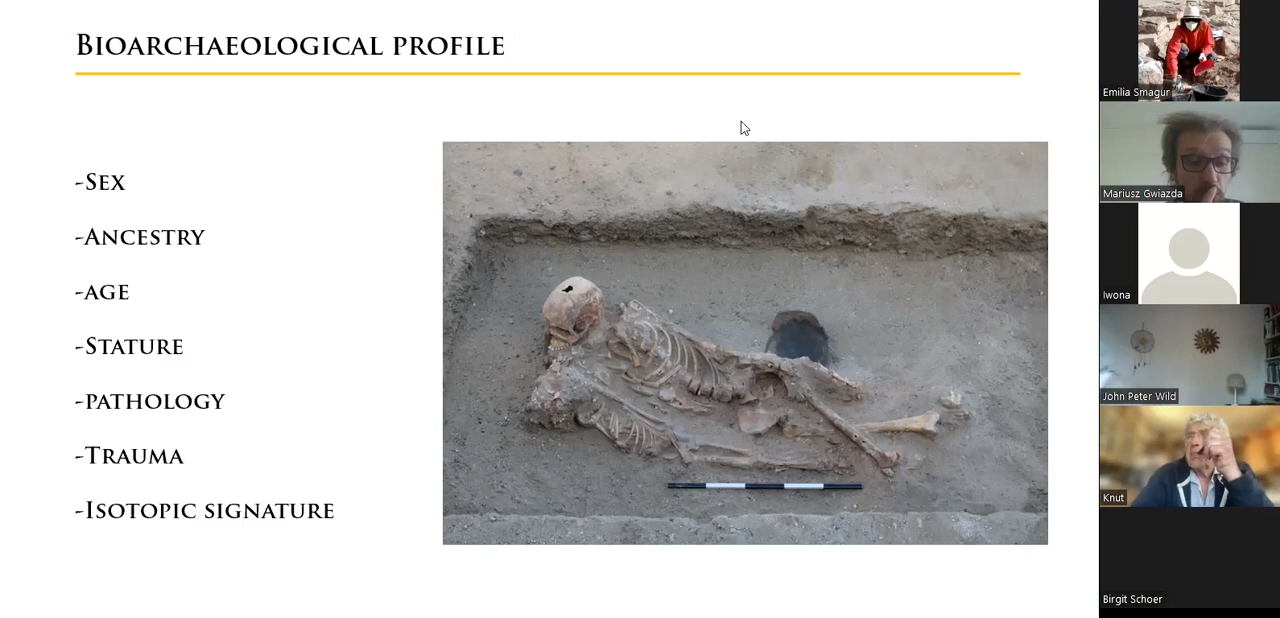 Bioarchaeological profile
-Sex
-Ancestry
-age
-Stature
-pathology
-Trauma
-Isotopic signature
Emilia Smagur
Mariusz Gwiazda
Iwona
John Peter Wild
Knut
Birgit Schoer